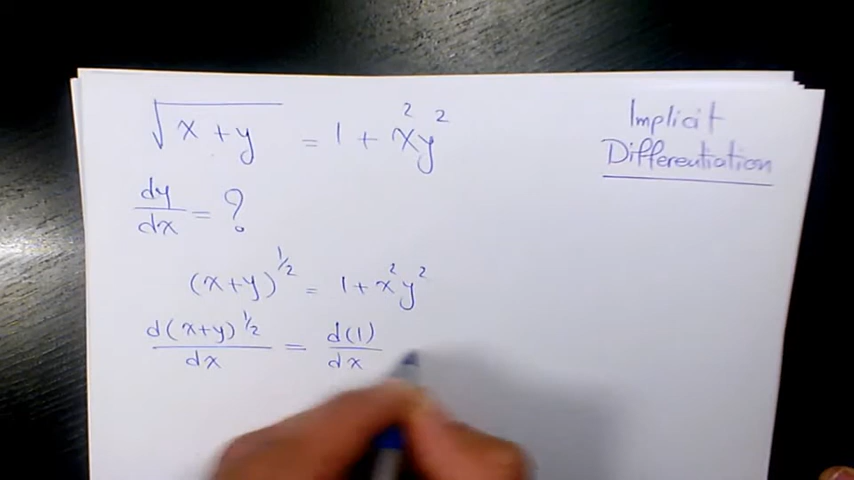 √(x + y) = 1 + x²y²
Implicit
Differentiation
dy/dx = ?
(x+y)^1/2 = 1 + x²y²
d(x+y)^1/2/dx = d(1)/dx